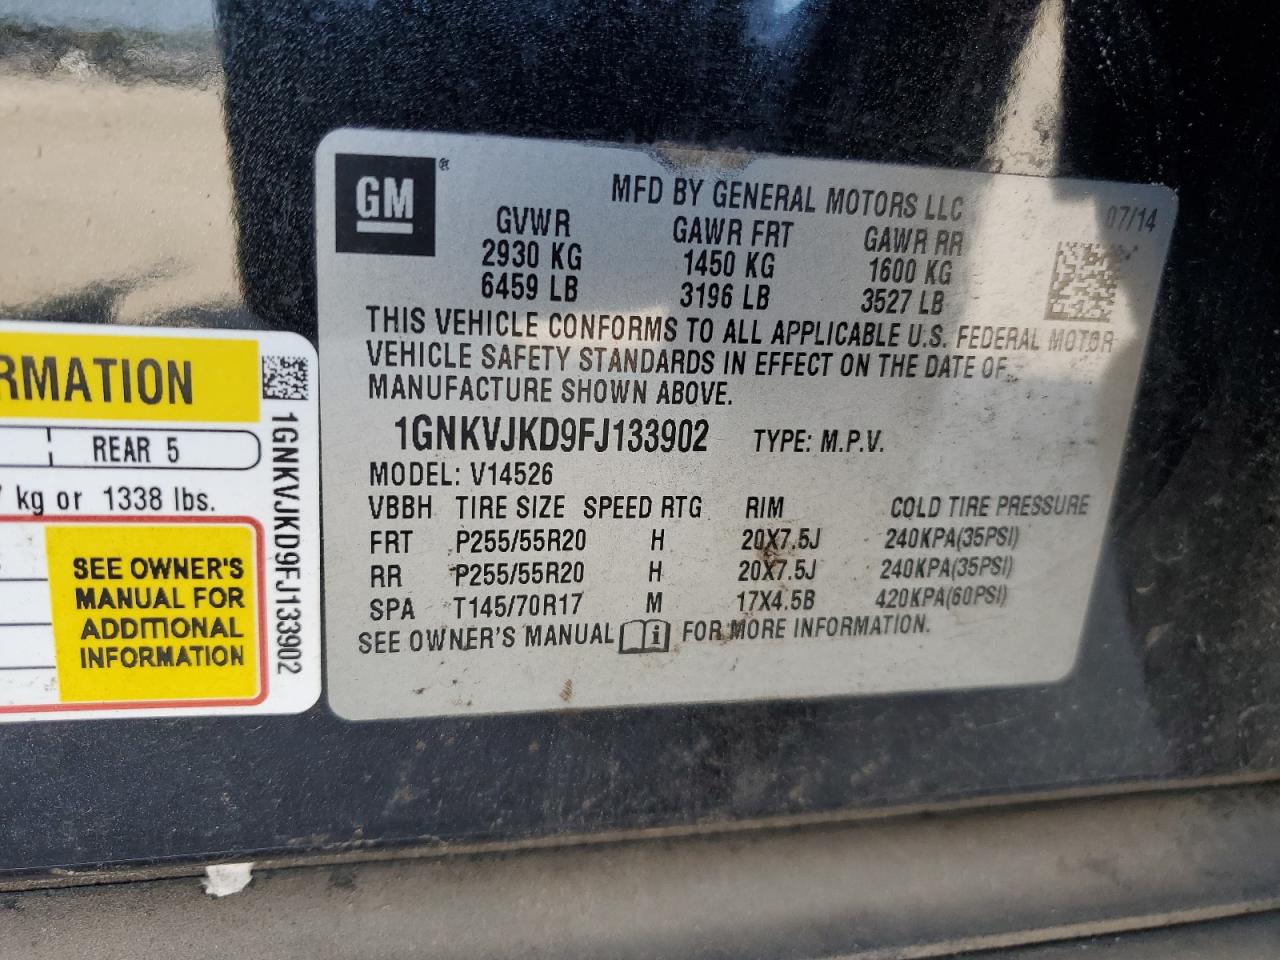 GM
®
MFD BY GENERAL MOTORS LLC
07/14
GVWR GAWR FRT GAWR RR
2930 KG 1450 KG 1600 KG
6459 LB 3196 LB 3527 LB
THIS VEHICLE CONFORMS TO ALL APPLICABLE U.S. FEDERAL MOTOR
VEHICLE SAFETY STANDARDS IN EFFECT ON THE DATE OF
MANUFACTURE SHOWN ABOVE.
1GNKVJKD9FJ133902 TYPE: M.P.V.
MODEL: V14526
VBBH TIRE SIZE SPEED RTG RIM COLD TIRE PRESSURE
FRT P255/55R20 H 20X7.5J 240KPA(35PSI)
RR P255/55R20 H 20X7.5J 240KPA(35PSI)
SPA T145/70R17 M 17X4.5B 420KPA(60PSI)
SEE OWNER'S MANUAL i FOR MORE INFORMATION.
RMATION
REAR 5
kg or 1338 lbs.
SEE OWNER'S
MANUAL FOR
ADDITIONAL
INFORMATION
1GNKVJKD9FJ133902